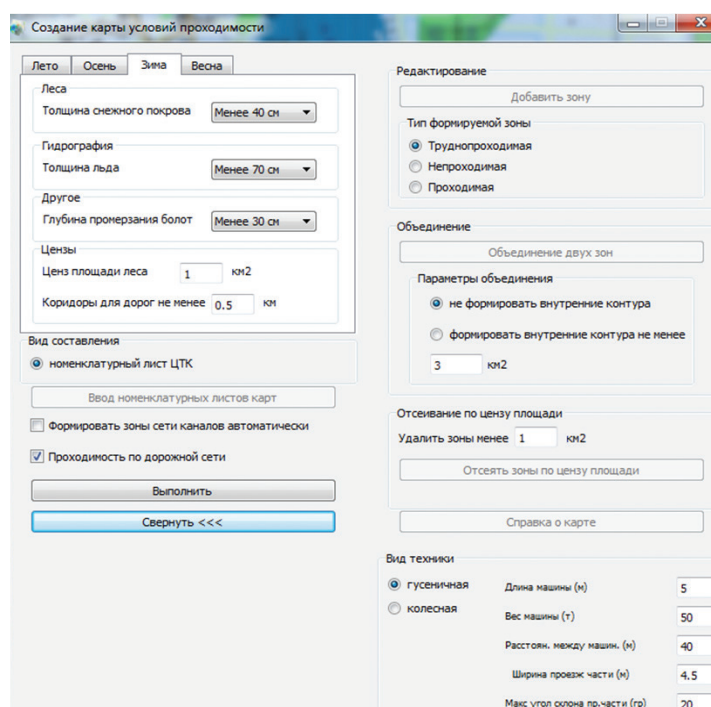 Создание карты условий проходимости
Лето Осень Зима Весна
Леса
Толщина снежного покрова Менее 40 см
Гидрография
Толщина льда Менее 70 см
Другое
Глубина промерзания болот Менее 30 см
Цензы
Ценз площади леса 1 км2
Коридоры для дорог не менее 0.5 км
Вид составления
номенклатурный лист ЦТК
Ввод номенклатурных листов карт
Формировать зоны сети каналов автоматически
Проходимость по дорожной сети
Выполнить
Свернуть <<<
Редактирование
Добавить зону
Тип формируемой зоны
Труднопроходимая
Непроходимая
Проходимая
Объединение
Объединение двух зон
Параметры объединения
не формировать внутренние контура
формировать внутренние контура не менее
3 км2
Отсеивание по цензу площади
Удалить зоны менее 1 км2
Отсеять зоны по цензу площади
Справка о карте
Вид техники
гусеничная
колесная
Длина машины (м) 5
Вес машины (т) 50
Расстоян. между машин. (м) 40
Ширина проезж части (м) 4.5
Макс угол склона пр.части (гр) 20